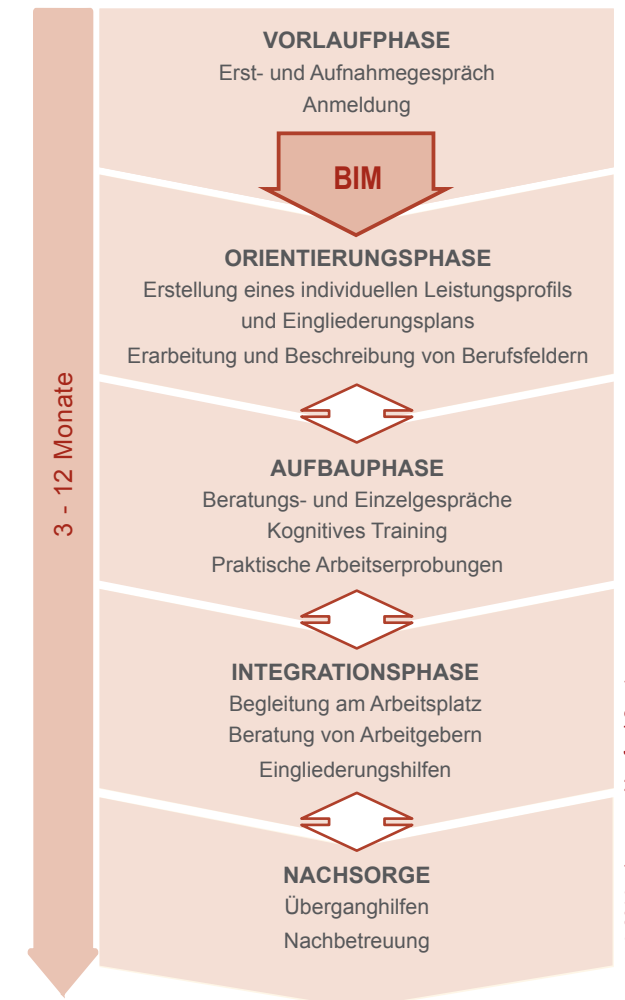 VORLAUFPHASE
Erst- und Aufnahmegespräch
Anmeldung
BIM
ORIENTIERUNGSPHASE
Erstellung eines individuellen Leistungsprofils
und Eingliederungsplans
Erarbeitung und Beschreibung von Berufsfeldern
3 - 12 Monate
AUFBAUPHASE
Beratungs- und Einzelgespräche
Kognitives Training
Praktische Arbeitserprobungen
INTEGRATIONSPHASE
Begleitung am Arbeitsplatz
Beratung von Arbeitgebern
Eingliederungshilfen
NACHSORGE
Überganghilfen
Nachbetreuung